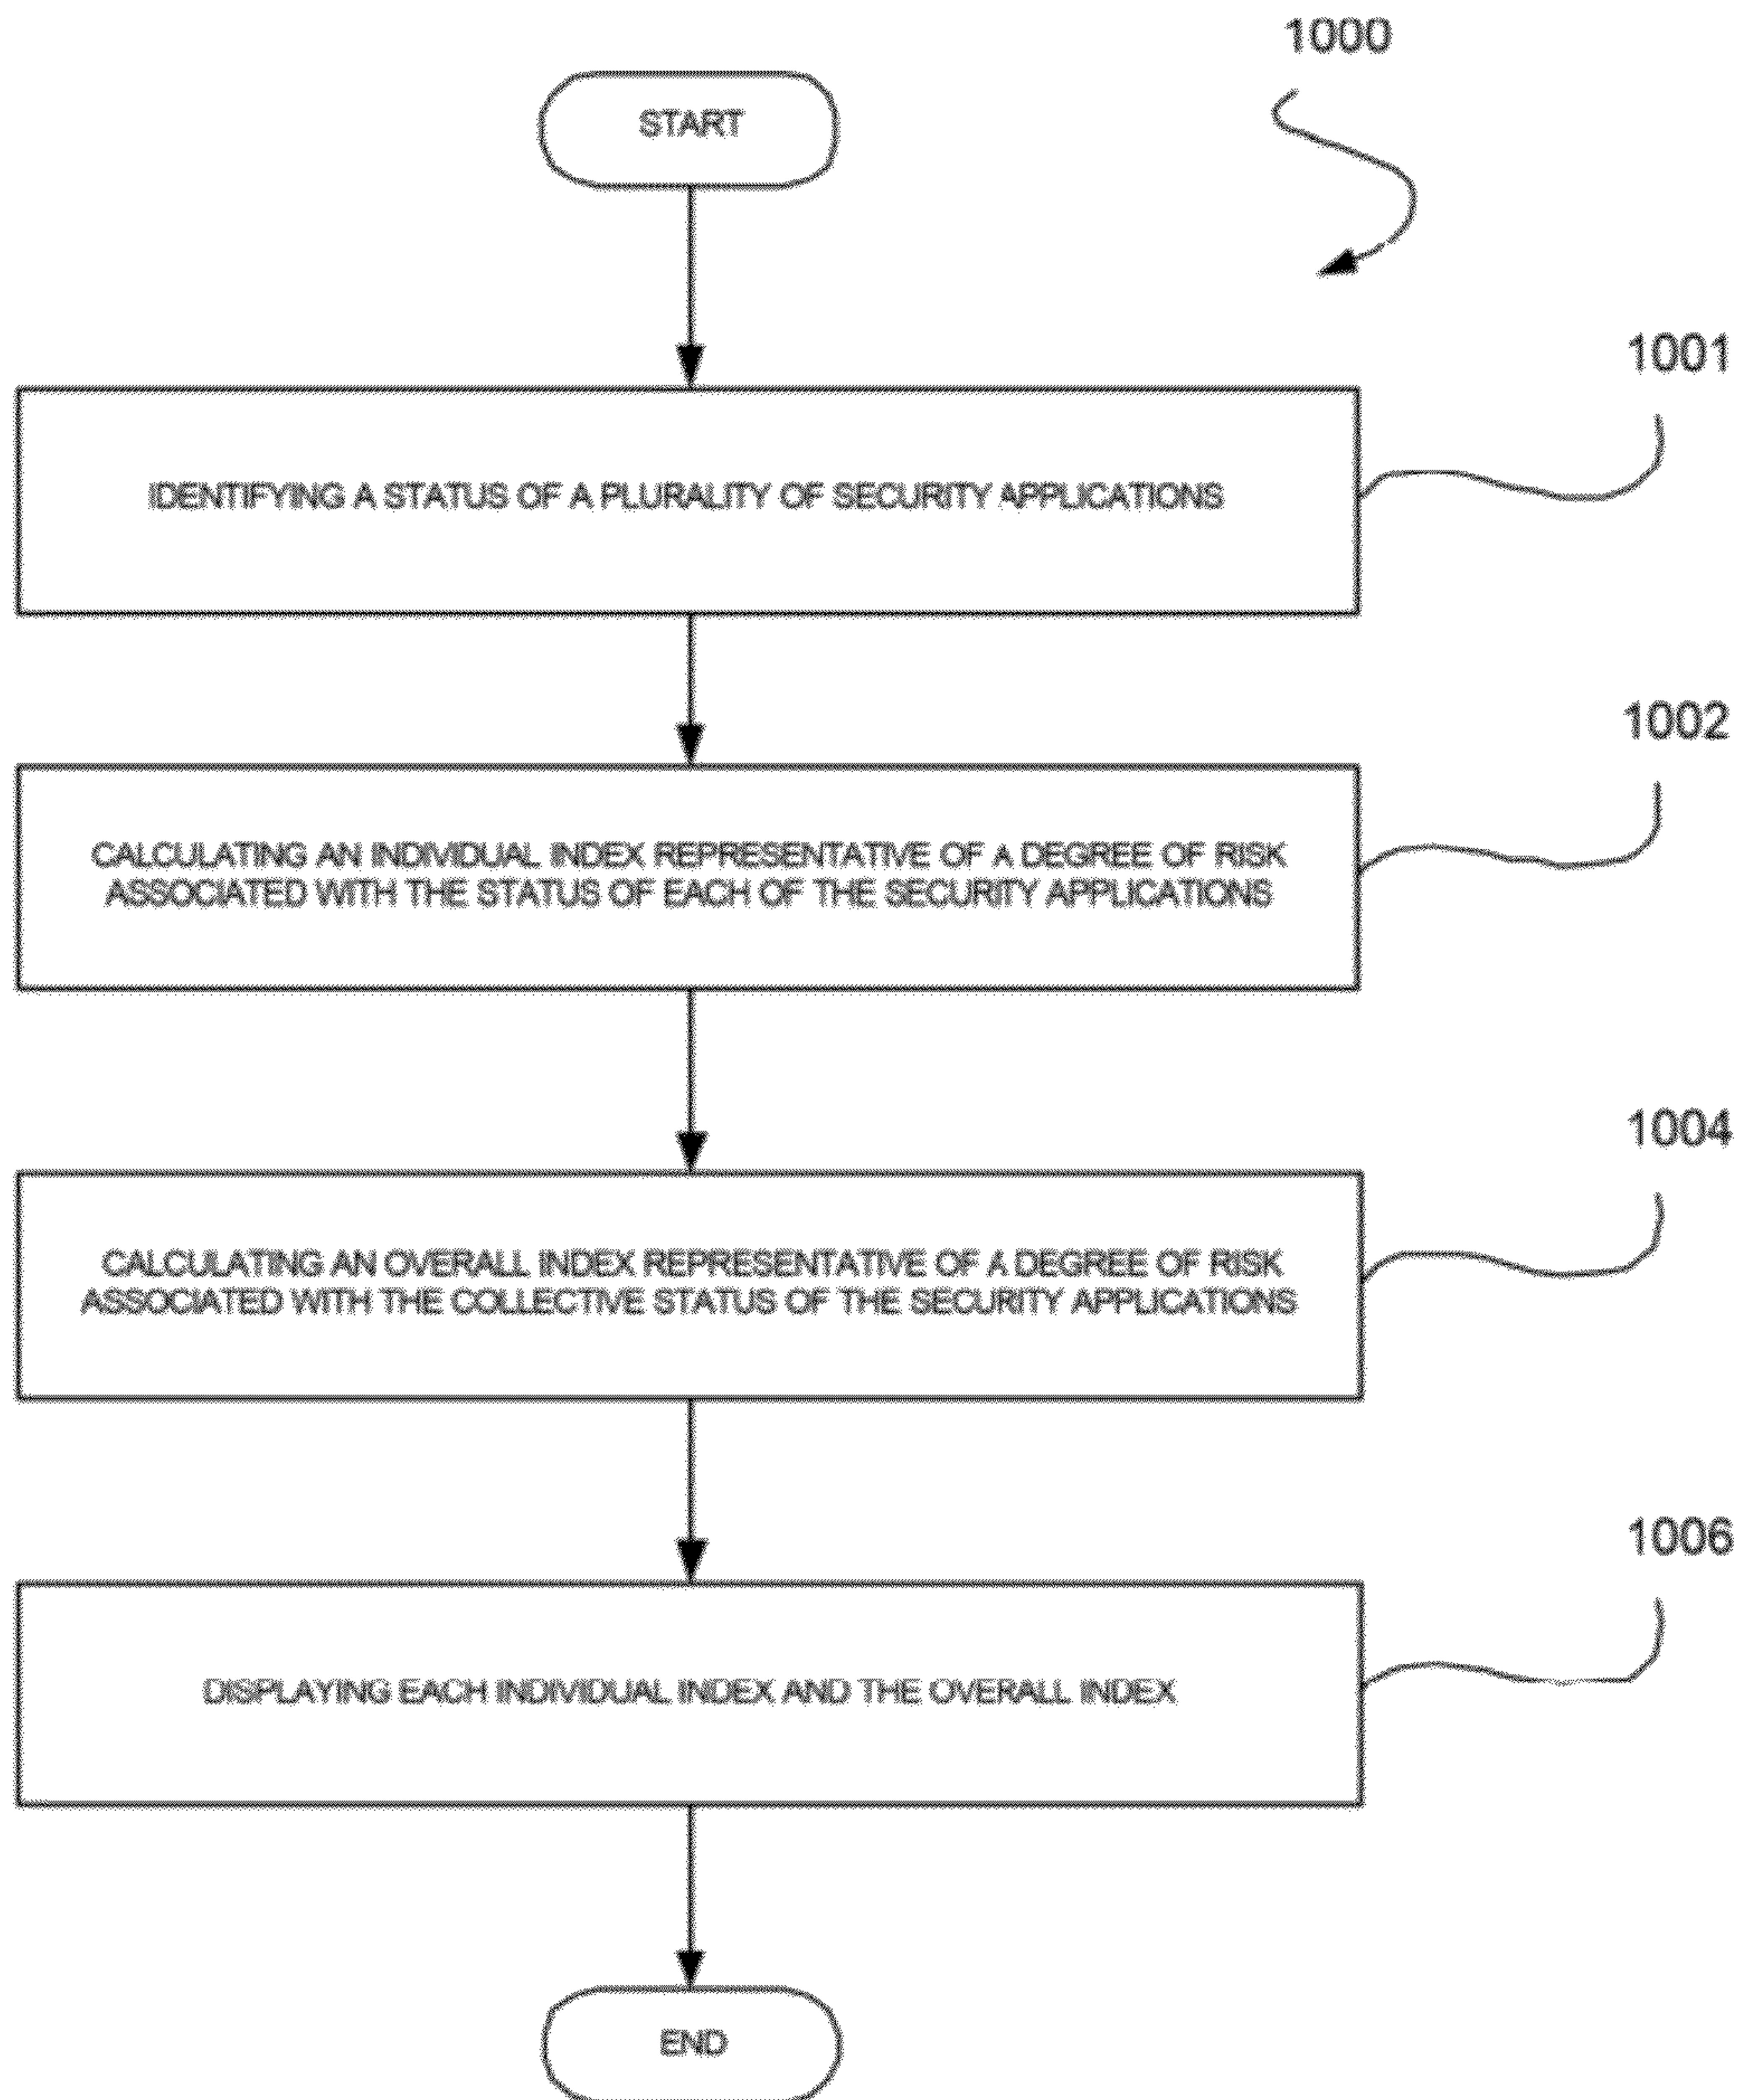 1000
START
1001
IDENTIFYING A STATUS OF A PLURALITY OF SECURITY APPLICATIONS
1002
CALCULATING AN INDIVIDUAL INDEX REPRESENTATIVE OF A DEGREE OF RISK
ASSOCIATED WITH THE STATUS OF EACH OF THE SECURITY APPLICATIONS
1004
CALCULATING AN OVERALL INDEX REPRESENTATIVE OF A DEGREE OF RISK
ASSOCIATED WITH THE COLLECTIVE STATUS OF THE SECURITY APPLICATIONS
1006
DISPLAYING EACH INDIVIDUAL INDEX AND THE OVERALL INDEX
END